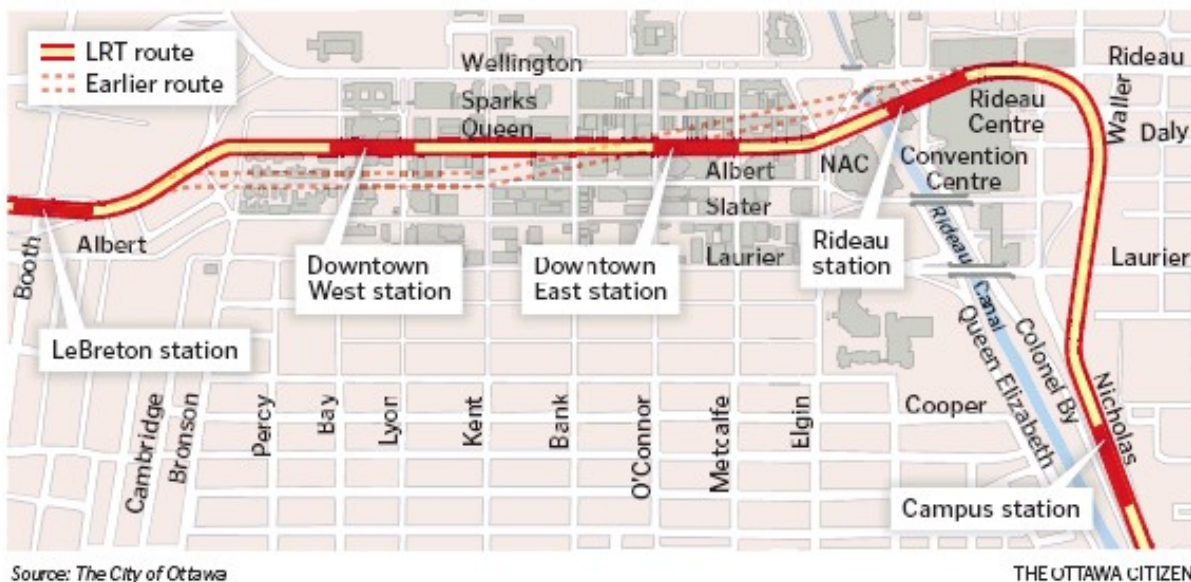 LRT route
Earlier route
Wellington
Sparks
Queen
Albert
Slater
Laurier
NAC
Rideau
Rideau
Centre
Waller
Daly
Convention
Centre
Laurier
Rideau
station
Rideau
Canal
Queen Elizabeth
Colonel By
Nicholas
Booth
Albert
LeBreton station
Downtown
West station
Downtown
East station
Cambridge
Bronson
Percy
Bay
Lyon
Kent
Bank
O'Connor
Metcalfe
Elgin
Cooper
Campus station
Source: The City of Ottawa
THE OTTAWA CITIZEN